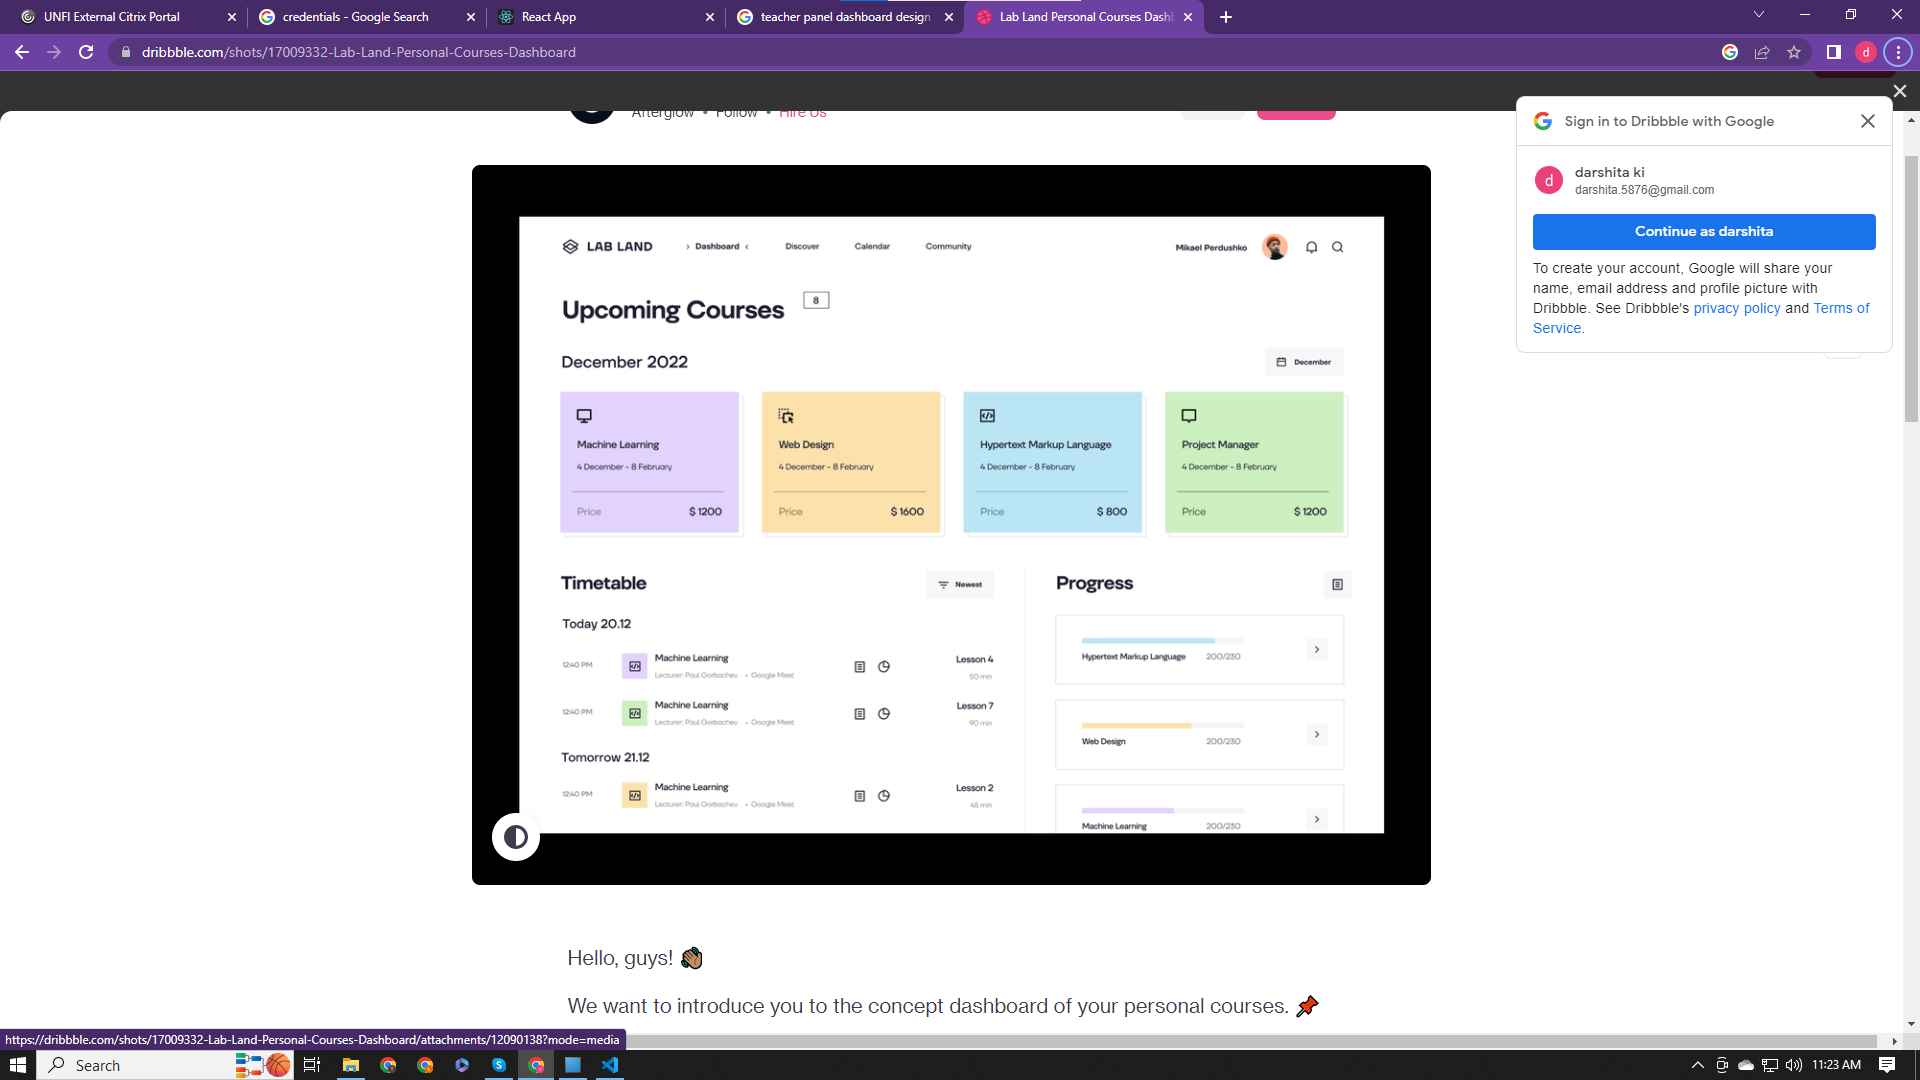 UNFI External Citrix Portal
credentials - Google Search
React App
teacher panel dashboard design
Lab Land Personal Courses Dash
dribbble.com/shots/17009332-Lab-Land-Personal-Courses-Dashboard
d
Afterglow • Follow • Hire Us
Sign in to Dribbble with Google
d
darshita ki
darshita.5876@gmail.com
Continue as darshita
To create your account, Google will share your
name, email address and profile picture with
Dribbble. See Dribbble's privacy policy and Terms of
Service.
LAB LAND
› Dashboard ‹
Discover
Calendar
Community
Mikael Perdushko
Upcoming Courses
8
December 2022
December
Machine Learning
4 December - 8 February
Price
$ 1200
Web Design
4 December - 8 February
Price
$ 1600
Hypertext Markup Language
4 December - 8 February
Price
$ 800
Project Manager
4 December - 8 February
Price
$ 1200
Timetable
Newest
Today 20.12
12:40 PM
Machine Learning
Lecturer: Paul Gorbachev • Google Meet
Lesson 4
50 min
12:40 PM
Machine Learning
Lecturer: Paul Gorbachev • Google Meet
Lesson 7
90 min
Tomorrow 21.12
12:40 PM
Machine Learning
Lecturer: Paul Gorbachev • Google Meet
Lesson 2
45 min
Progress
Hypertext Markup Language
200/230
Web Design
200/230
Machine Learning
200/230
Hello, guys! 👋🏽
We want to introduce you to the concept dashboard of your personal courses. 📌
https://dribbble.com/shots/17009332-Lab-Land-Personal-Courses-Dashboard/attachments/12090138?mode=media
Search
11:23 AM